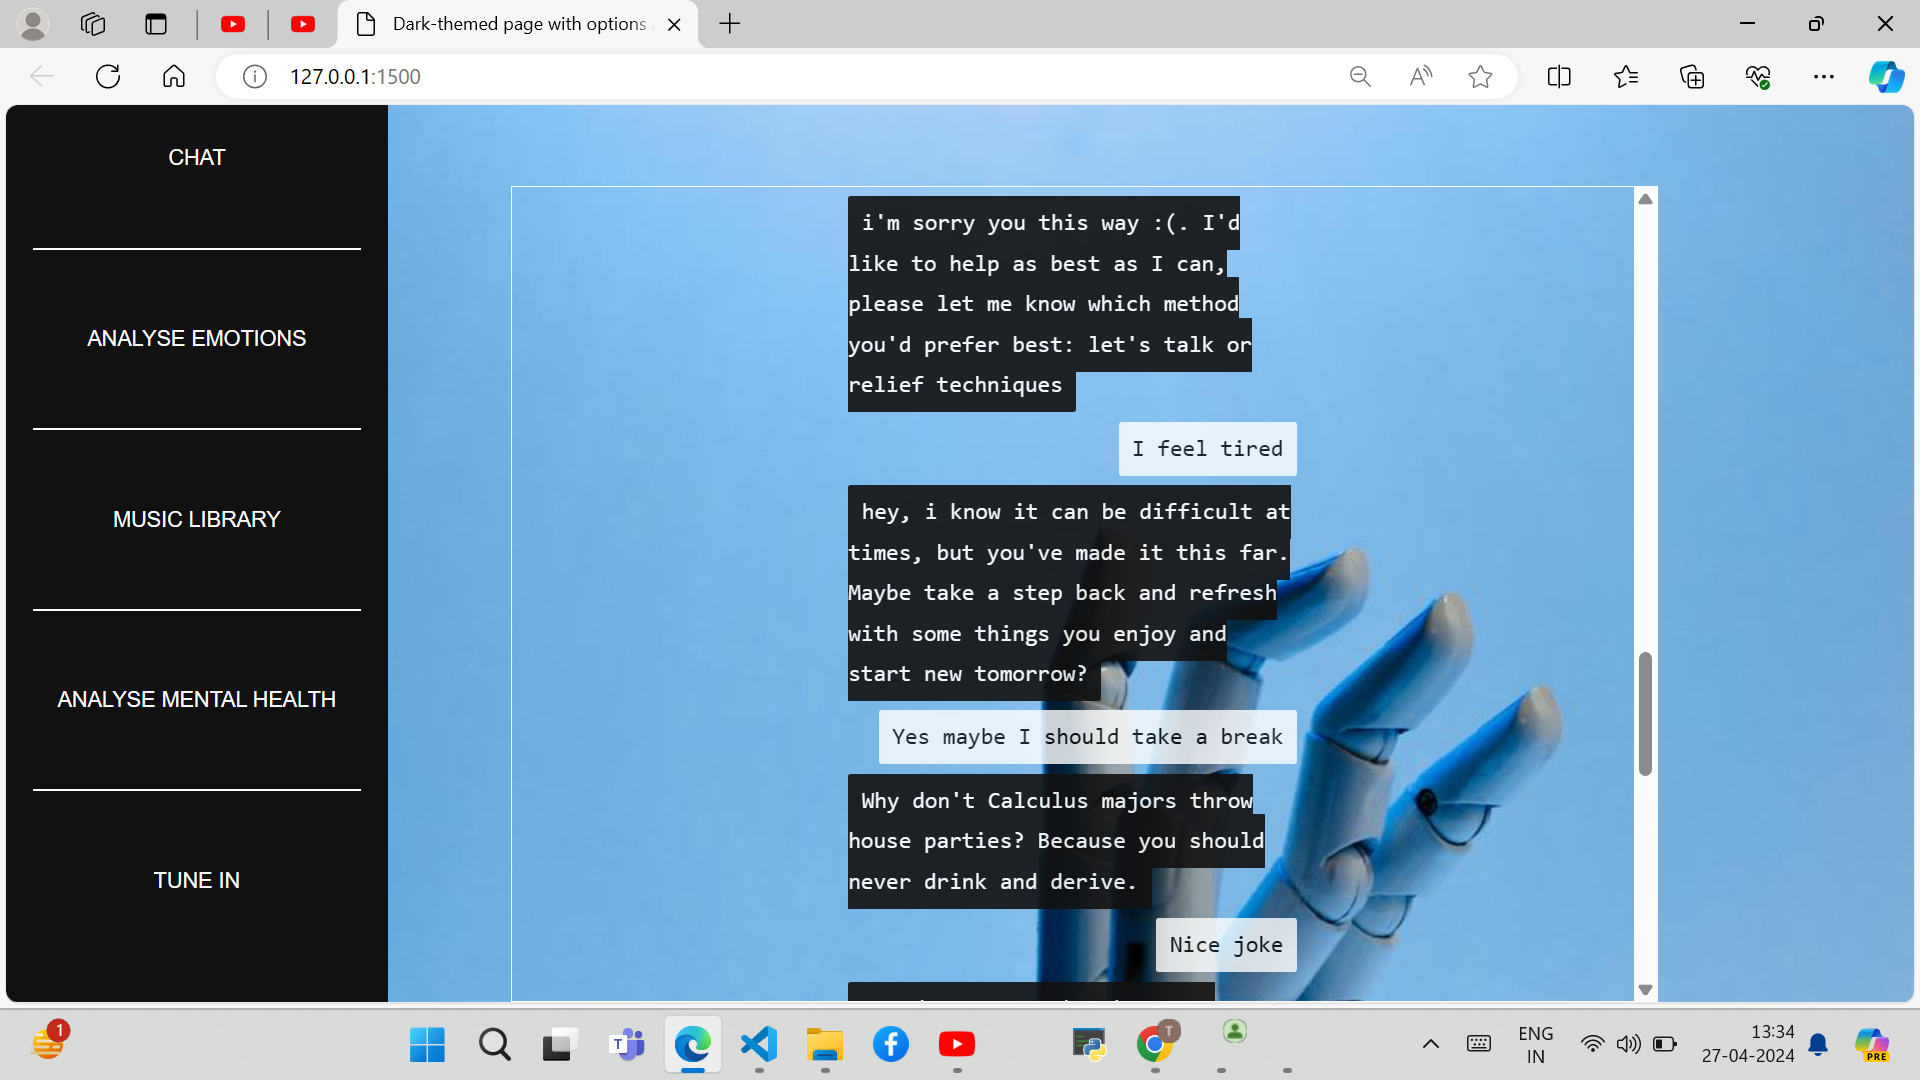 Dark-themed page with options
127.0.0.1:1500
CHAT
ANALYSE EMOTIONS
MUSIC LIBRARY
ANALYSE MENTAL HEALTH
TUNE IN
i'm sorry you this way :(. I'd
like to help as best as I can,
please let me know which method
you'd prefer best: let's talk or
relief techniques
I feel tired
hey, i know it can be difficult at
times, but you've made it this far.
Maybe take a step back and refresh
with some things you enjoy and
start new tomorrow?
Yes maybe I should take a break
Why don't Calculus majors throw
house parties? Because you should
never drink and derive.
Nice joke
1
T
T
ENG
IN
13:34
27-04-2024
PRE